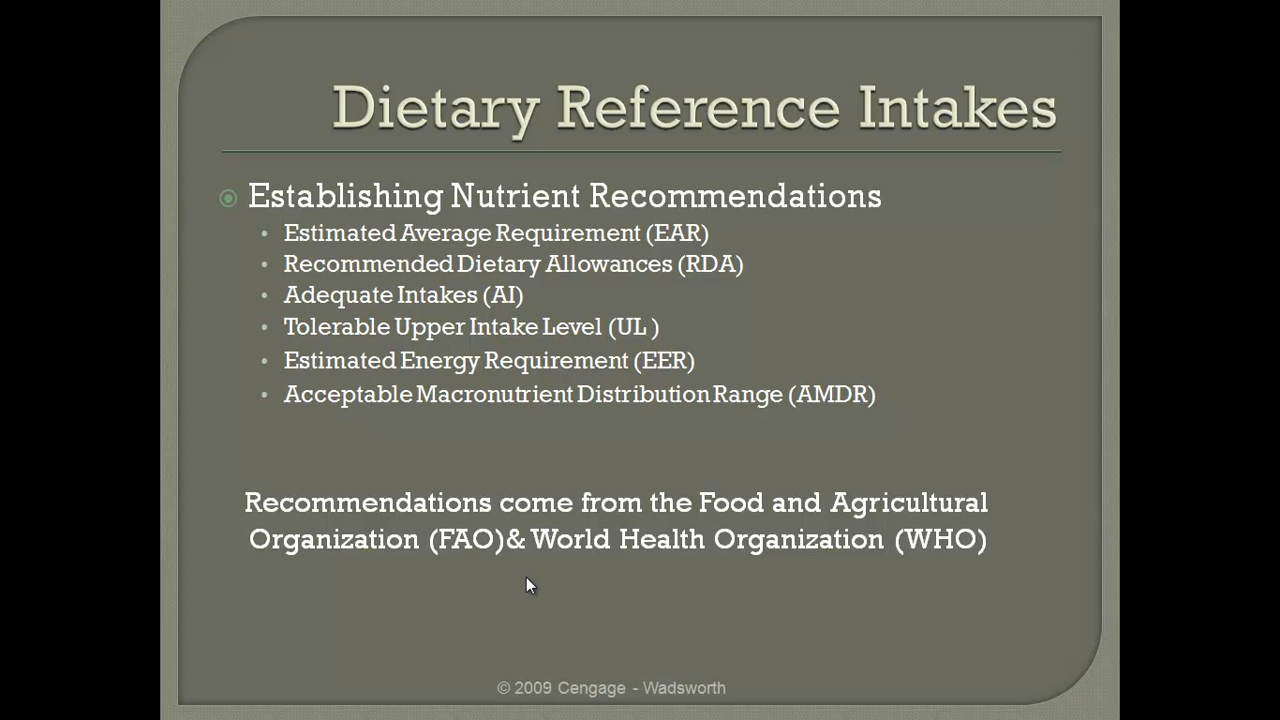 Dietary Reference Intakes
Establishing Nutrient Recommendations
• Estimated Average Requirement (EAR)
• Recommended Dietary Allowances (RDA)
• Adequate Intakes (AI)
• Tolerable Upper Intake Level (UL )
• Estimated Energy Requirement (EER)
• Acceptable Macronutrient Distribution Range (AMDR)
Recommendations come from the Food and Agricultural
Organization (FAO)& World Health Organization (WHO)
© 2009 Cengage - Wadsworth